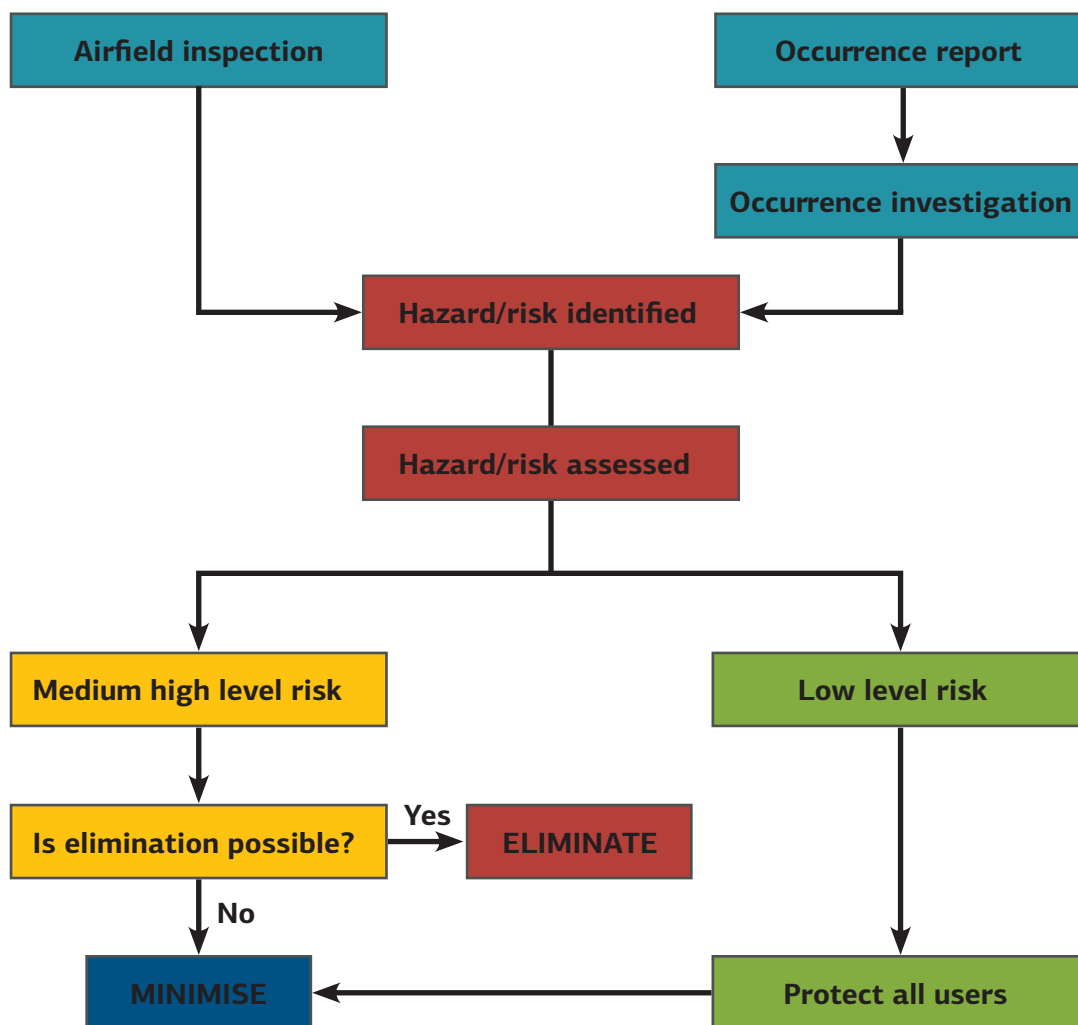 Airfield inspection
Occurrence report
Occurrence investigation
Hazard/risk identified
Hazard/risk assessed
Medium high level risk
Low level risk
Is elimination possible?
Yes
ELIMINATE
No
MINIMISE
Protect all users